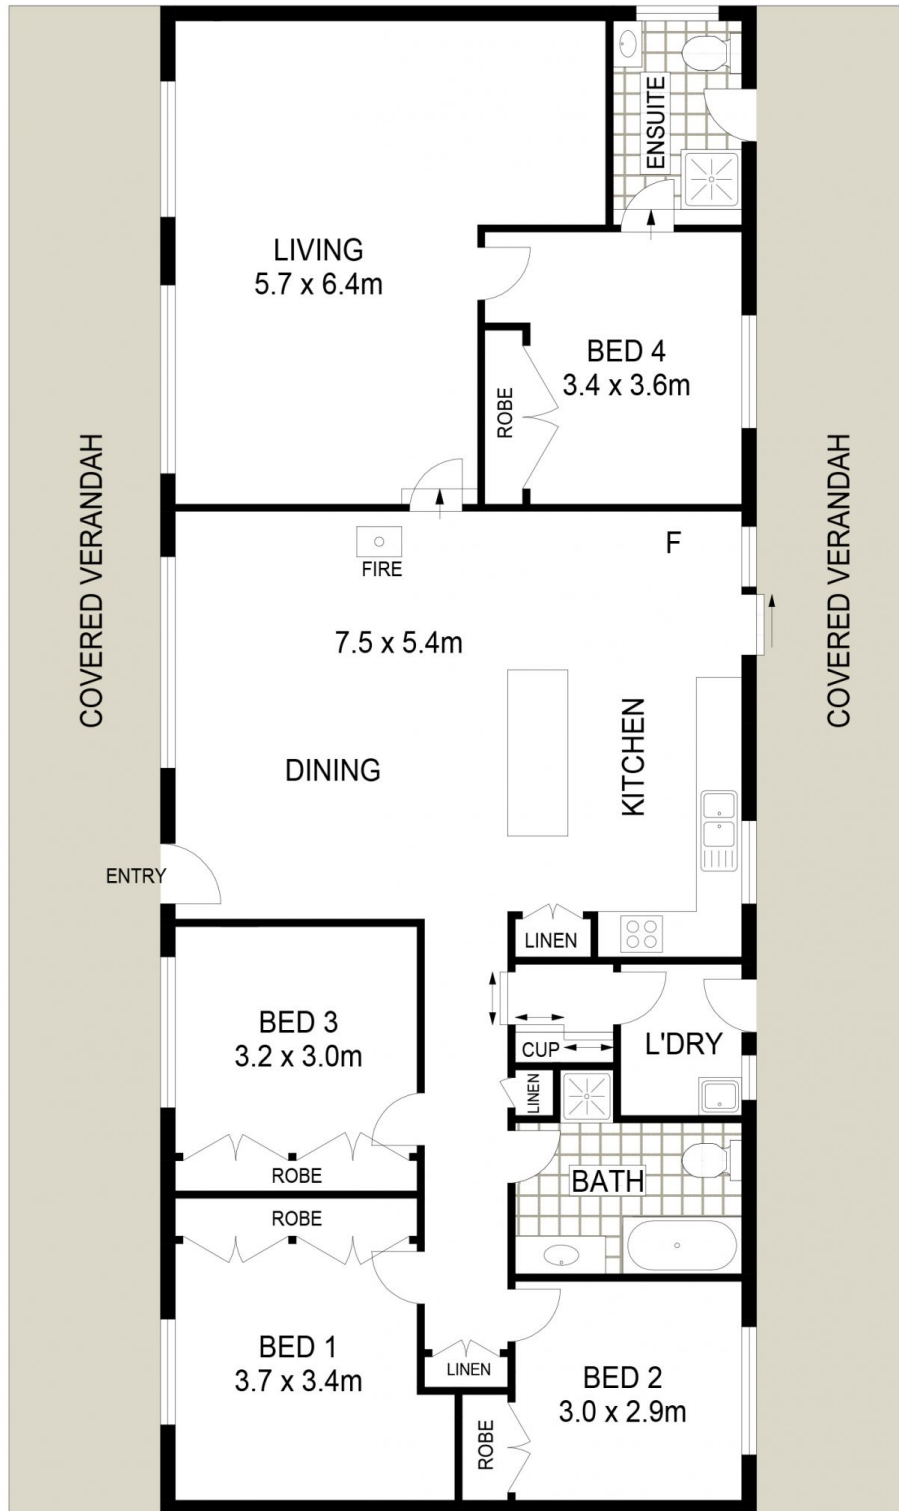 ENSUITE
LIVING
5.7 x 6.4m
BED 4
3.4 x 3.6m
ROBE
COVERED VERANDAH
COVERED VERANDAH
F
FIRE
7.5 x 5.4m
KITCHEN
DINING
ENTRY
LINEN
BED 3
3.2 x 3.0m
L'DRY
CUP
LINEN
ROBE
BATH
ROBE
BED 1
3.7 x 3.4m
LINEN
BED 2
3.0 x 2.9m
ROBE